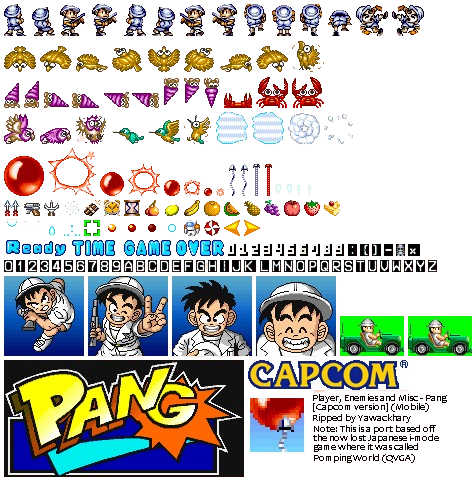 Ready TIME GAME OVER 0123456789
0123456789ABCDEFGHIJKLMNOPQRSTUVWXYZ
PANG
CAPCOM®
Player, Enemies and Misc - Pang
[Capcom version] (Mobile)
Ripped by Yawackhary
Note: This is a port based off
the now lost Japanese i-mode
game where it was called
Pomping World (QVGA)